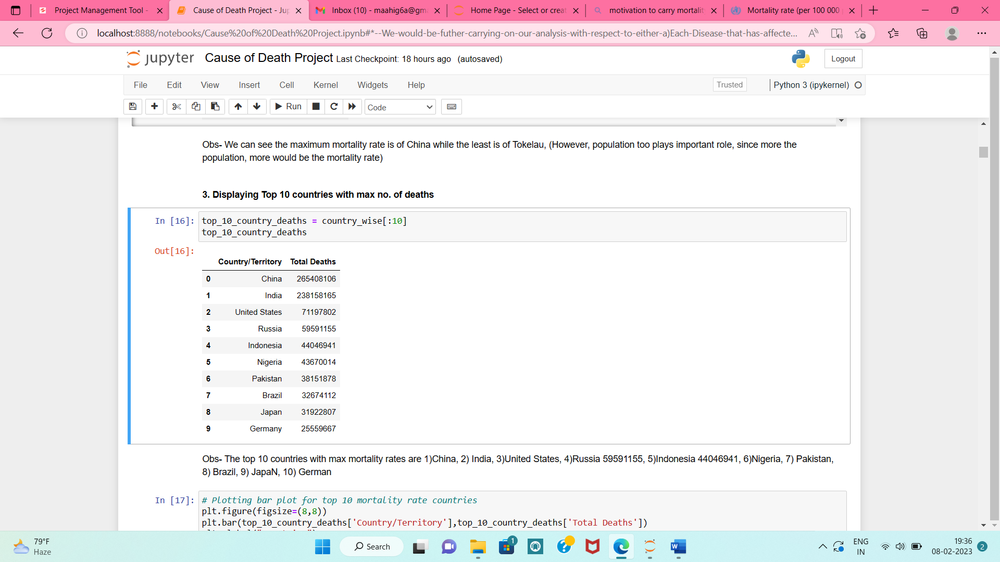 Project Management Tool -
Cause of Death Project - Jup
Inbox (10) - maahig6a@gm
Home Page - Select or creat
motivation to carry mortalit
Mortality rate (per 100 000
localhost:8888/notebooks/Cause%20of%20Death%20Project.ipynb#*--We-would-be-futher-carrying-on-our-analysis-with-respect-to-either-a)Each-Disease-that-has-affecte...
jupyter Cause of Death Project Last Checkpoint: 18 hours ago (autosaved)
Logout
File Edit View Insert Cell Kernel Widgets Help
Trusted
Python 3 (ipykernel)
Run
Code
Obs- We can see the maximum mortality rate is of China while the least is of Tokelau, (However, population too plays important role, since more the
population, more would be the mortality rate)
3. Displaying Top 10 countries with max no. of deaths
In [16]: top_10_country_deaths = country_wise[:10]
top_10_country_deaths
Out[16]:
Country/Territory Total Deaths
0 China 265408106
1 India 238158165
2 United States 71197802
3 Russia 59591155
4 Indonesia 44046941
5 Nigeria 43670014
6 Pakistan 38151878
7 Brazil 32674112
8 Japan 31922807
9 Germany 25559667
Obs- The top 10 countries with max mortality rates are 1)China, 2) India, 3)United States, 4)Russia 59591155, 5)Indonesia 44046941, 6)Nigeria, 7) Pakistan,
8) Brazil, 9) JapaN, 10) German
In [17]: # Plotting bar plot for top 10 mortality rate countries
plt.figure(figsize=(8,8))
plt.bar(top_10_country_deaths['Country/Territory'],top_10_country_deaths['Total Deaths'])
79°F
Haze
Search
1
ENG
IN
19:36
08-02-2023
2